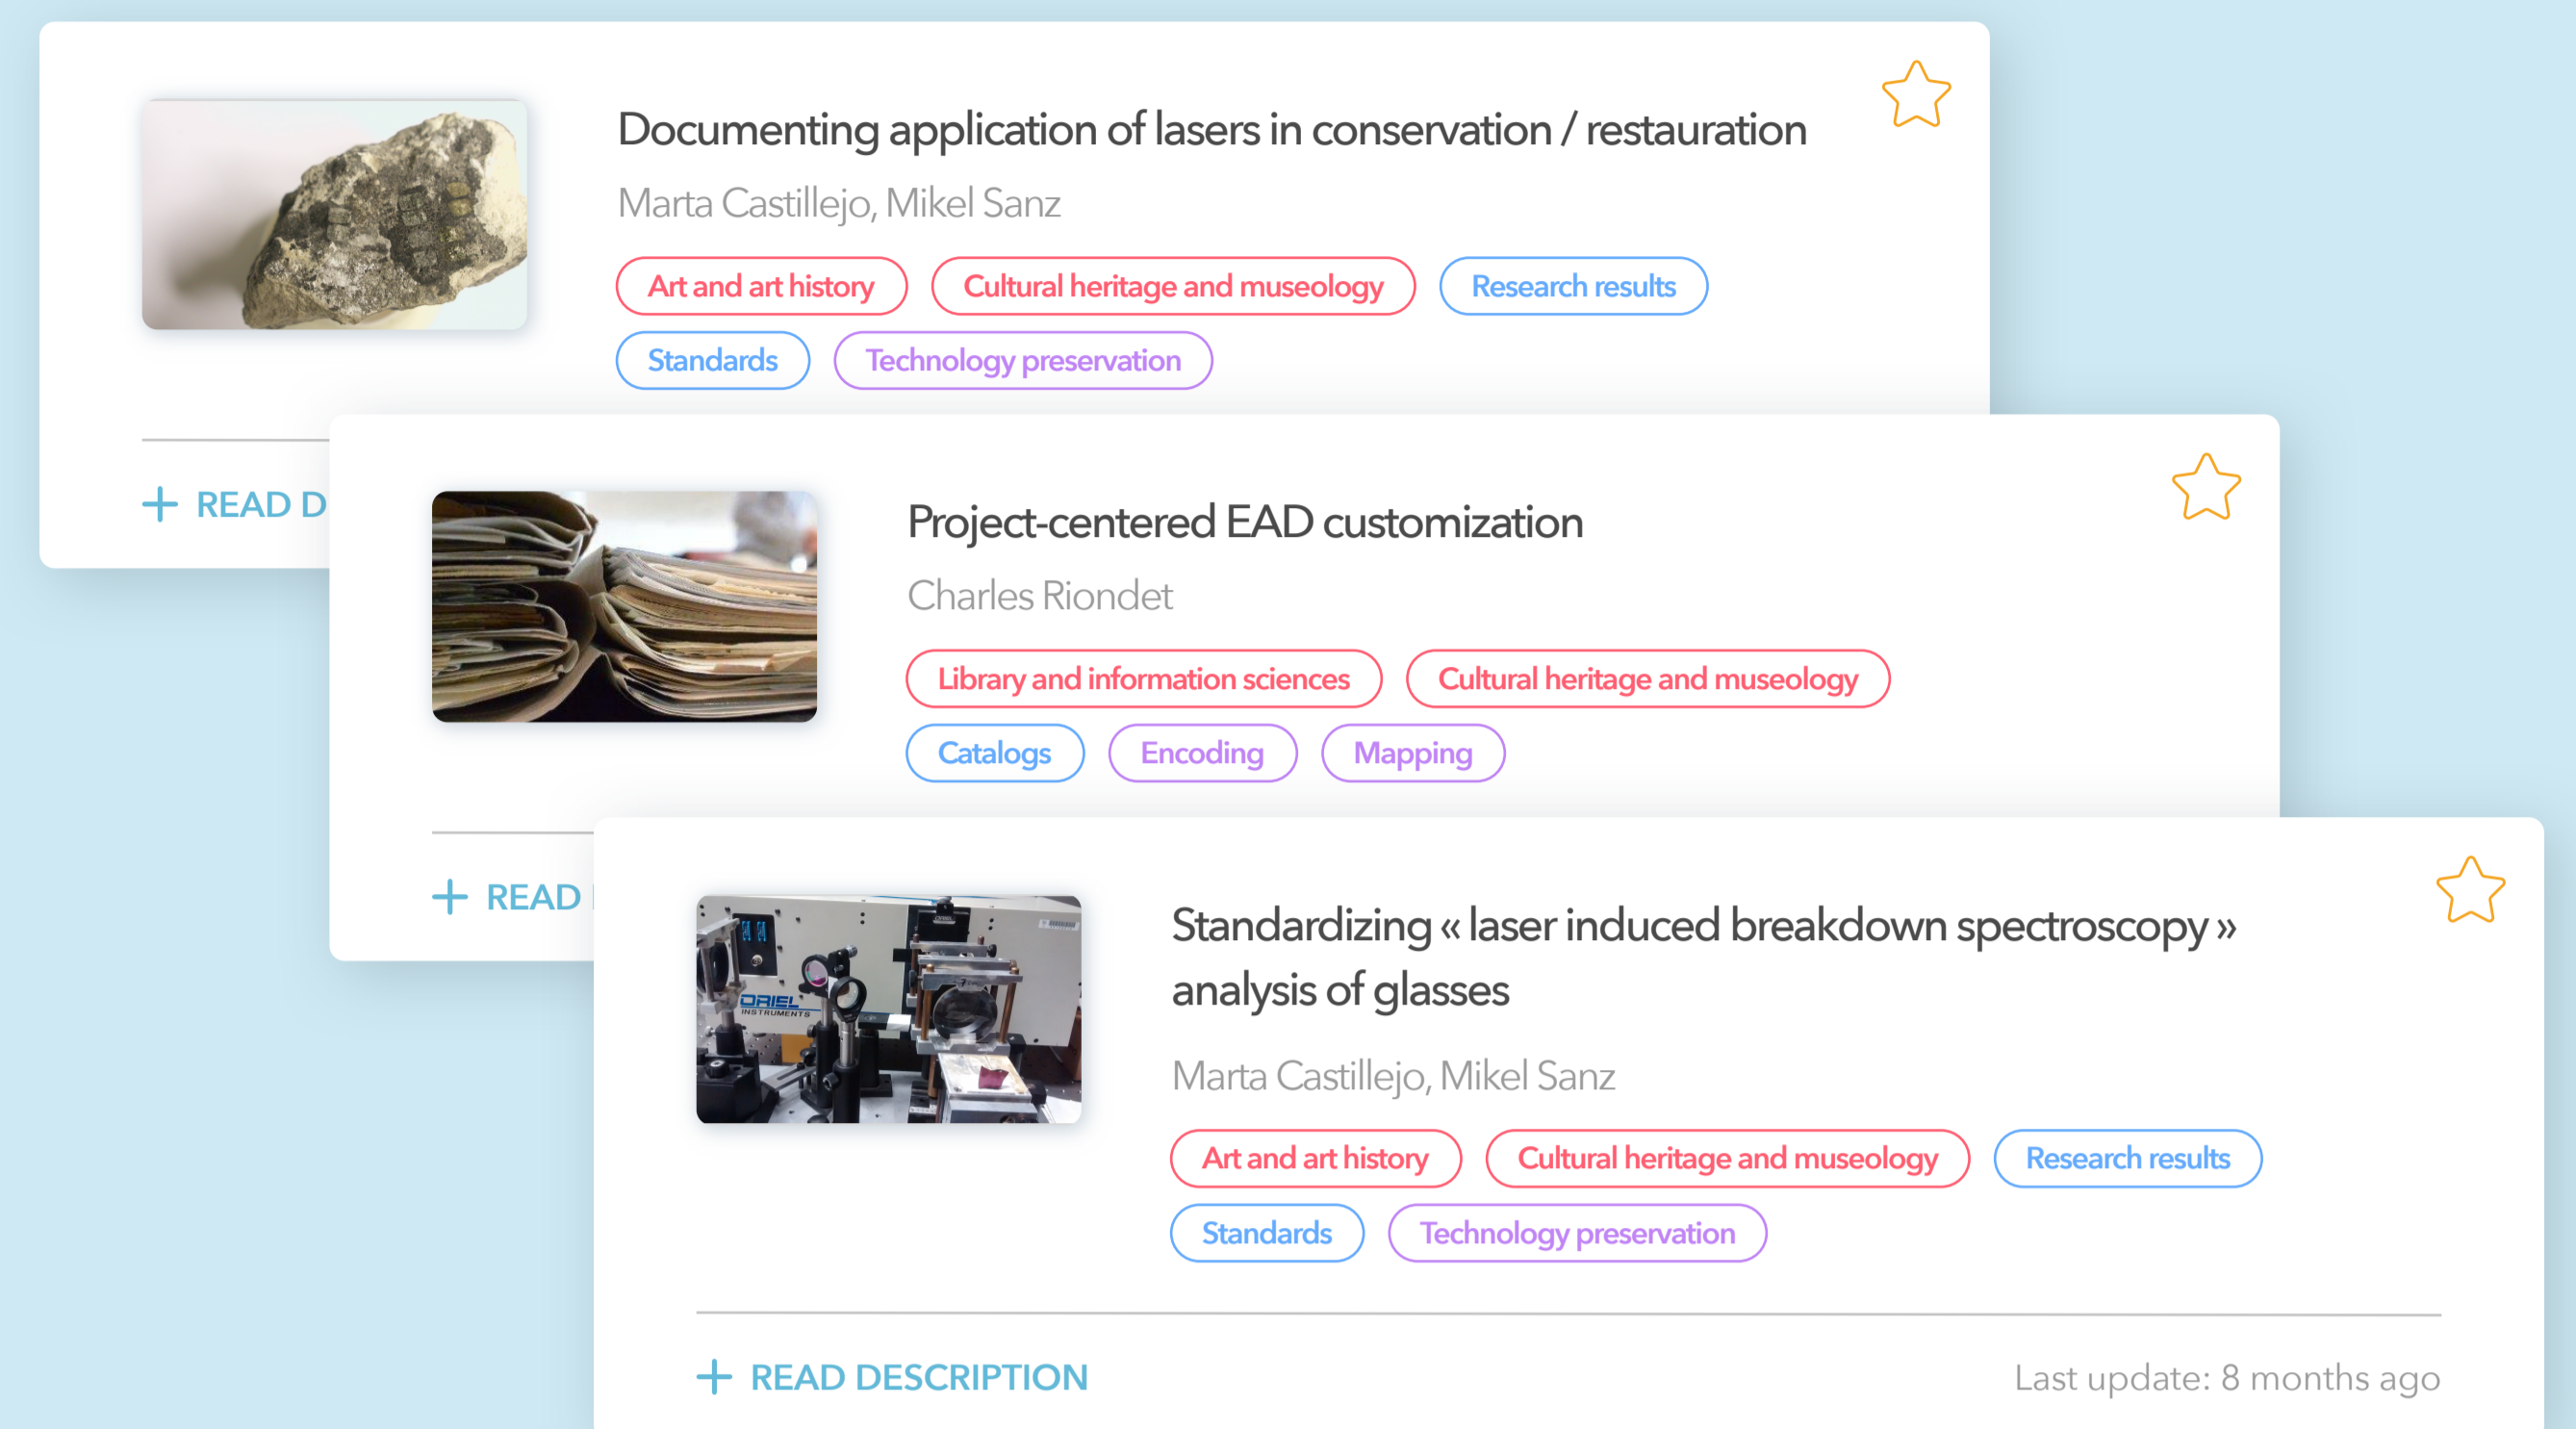 Documenting application of lasers in conservation / restauration
Marta Castillejo, Mikel Sanz
Art and art history Cultural heritage and museology Research results
Standards Technology preservation
+ READ D
Project-centered EAD customization
Charles Riondet
Library and information sciences Cultural heritage and museology
Catalogs Encoding Mapping
+ READ
ORIEL
INSTRUMENTS
Standardizing « laser induced breakdown spectroscopy »
analysis of glasses
Marta Castillejo, Mikel Sanz
Art and art history Cultural heritage and museology Research results
Standards Technology preservation
+ READ DESCRIPTION
Last update: 8 months ago